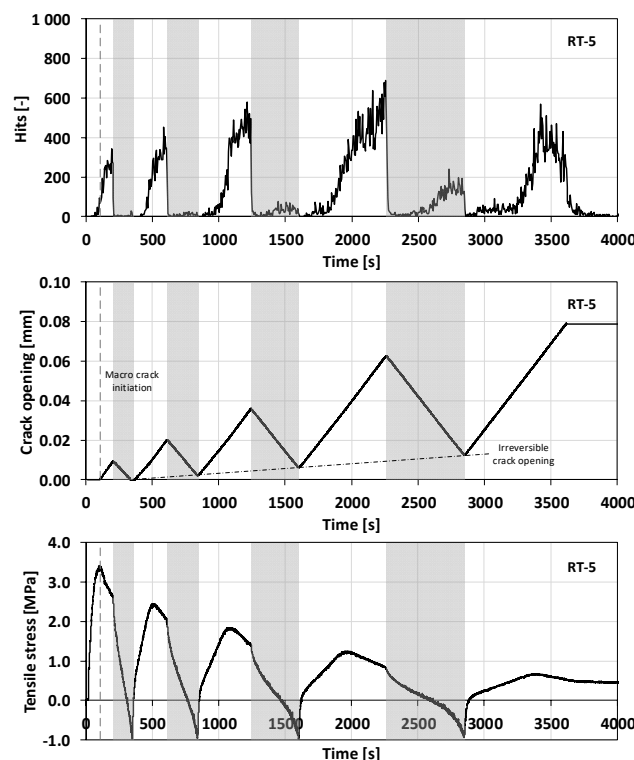 1 000
800
600
400
200
0
Hits [-]
RT-5
0 500 1000 1500 2000 2500 3000 3500 4000
Time [s]
0.10
0.08
0.06
0.04
0.02
0.00
Crack opening [mm]
RT-5
Macro crack
initiation
Irreversible
crack opening
0 500 1000 1500 2000 2500 3000 3500 4000
Time [s]
4.0
3.0
2.0
1.0
0.0
-1.0
Tensile stress [MPa]
RT-5
0 500 1000 1500 2000 2500 3000 3500 4000
Time [s]